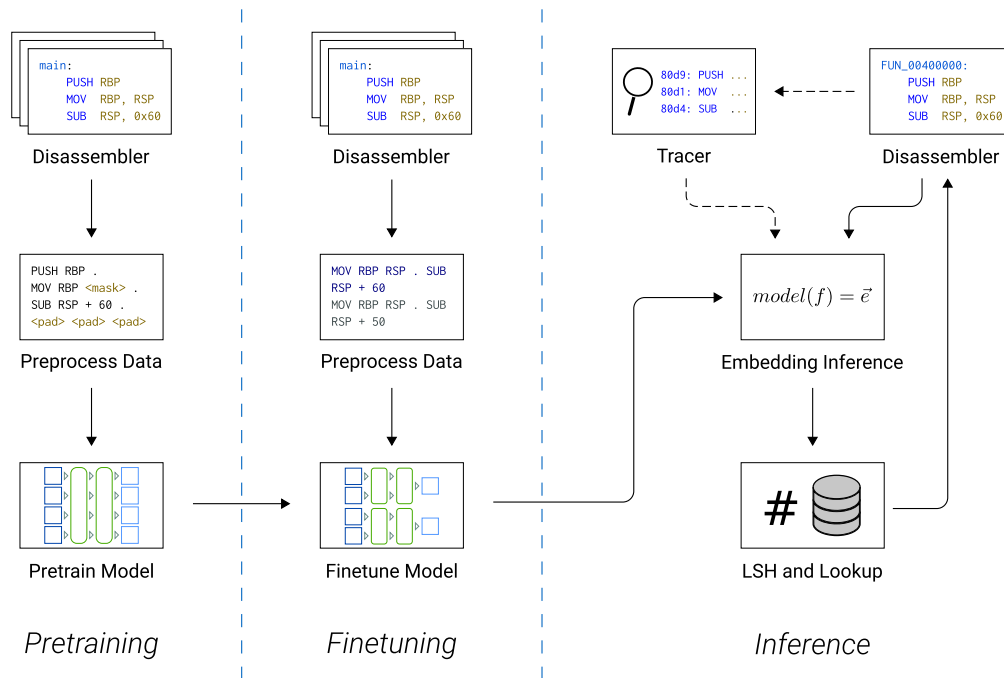 main:
PUSH RBP
MOV RBP, RSP
SUB RSP, 0x60
Disassembler
PUSH RBP .
MOV RBP <mask> .
SUB RSP + 60 .
<pad> <pad> <pad>
Preprocess Data
Pretrain Model
Pretraining
main:
PUSH RBP
MOV RBP, RSP
SUB RSP, 0x60
Disassembler
MOV RBP RSP . SUB
RSP + 60
MOV RBP RSP . SUB
RSP + 50
Preprocess Data
Finetune Model
Finetuning
80d9: PUSH ...
80d1: MOV ...
80d4: SUB ...
Tracer
FUN_00400000:
PUSH RBP
MOV RBP, RSP
SUB RSP, 0x60
Disassembler
model(f) = e⃗
Embedding Inference
#
LSH and Lookup
Inference